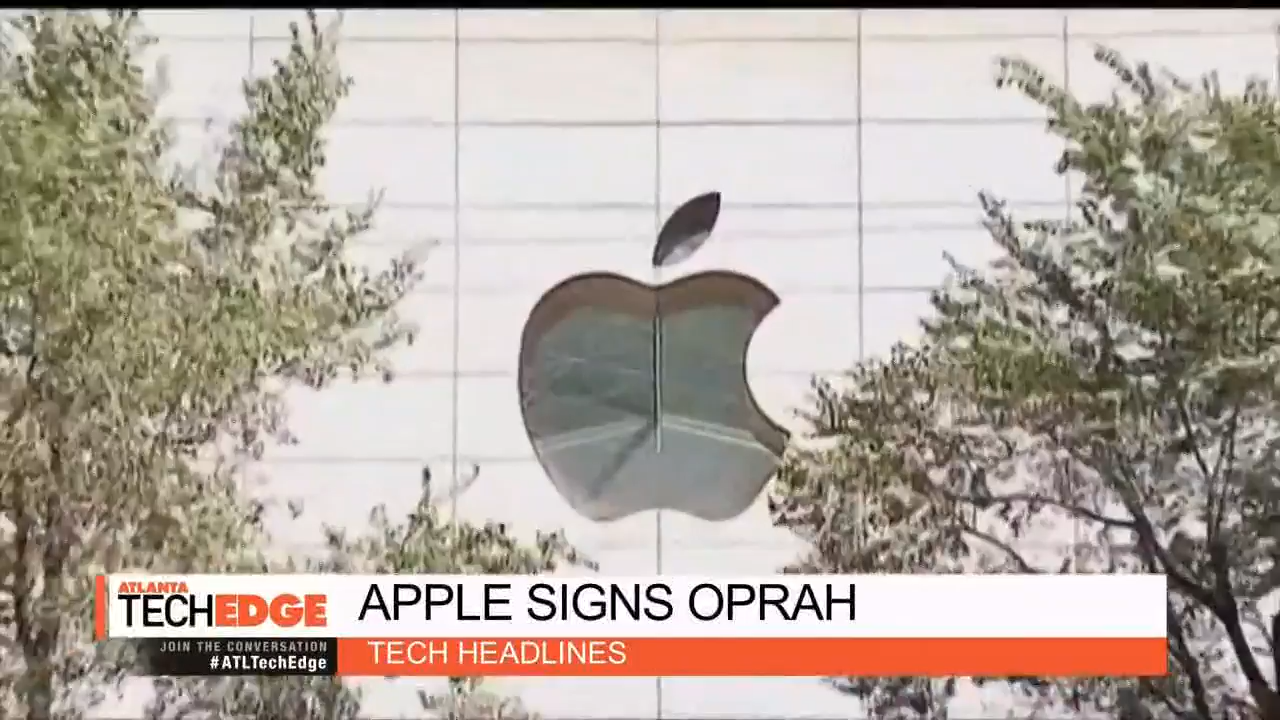 ATLANTA
TECHEDGE
JOIN THE CONVERSATION
#ATLTechEdge
APPLE SIGNS OPRAH
TECH HEADLINES